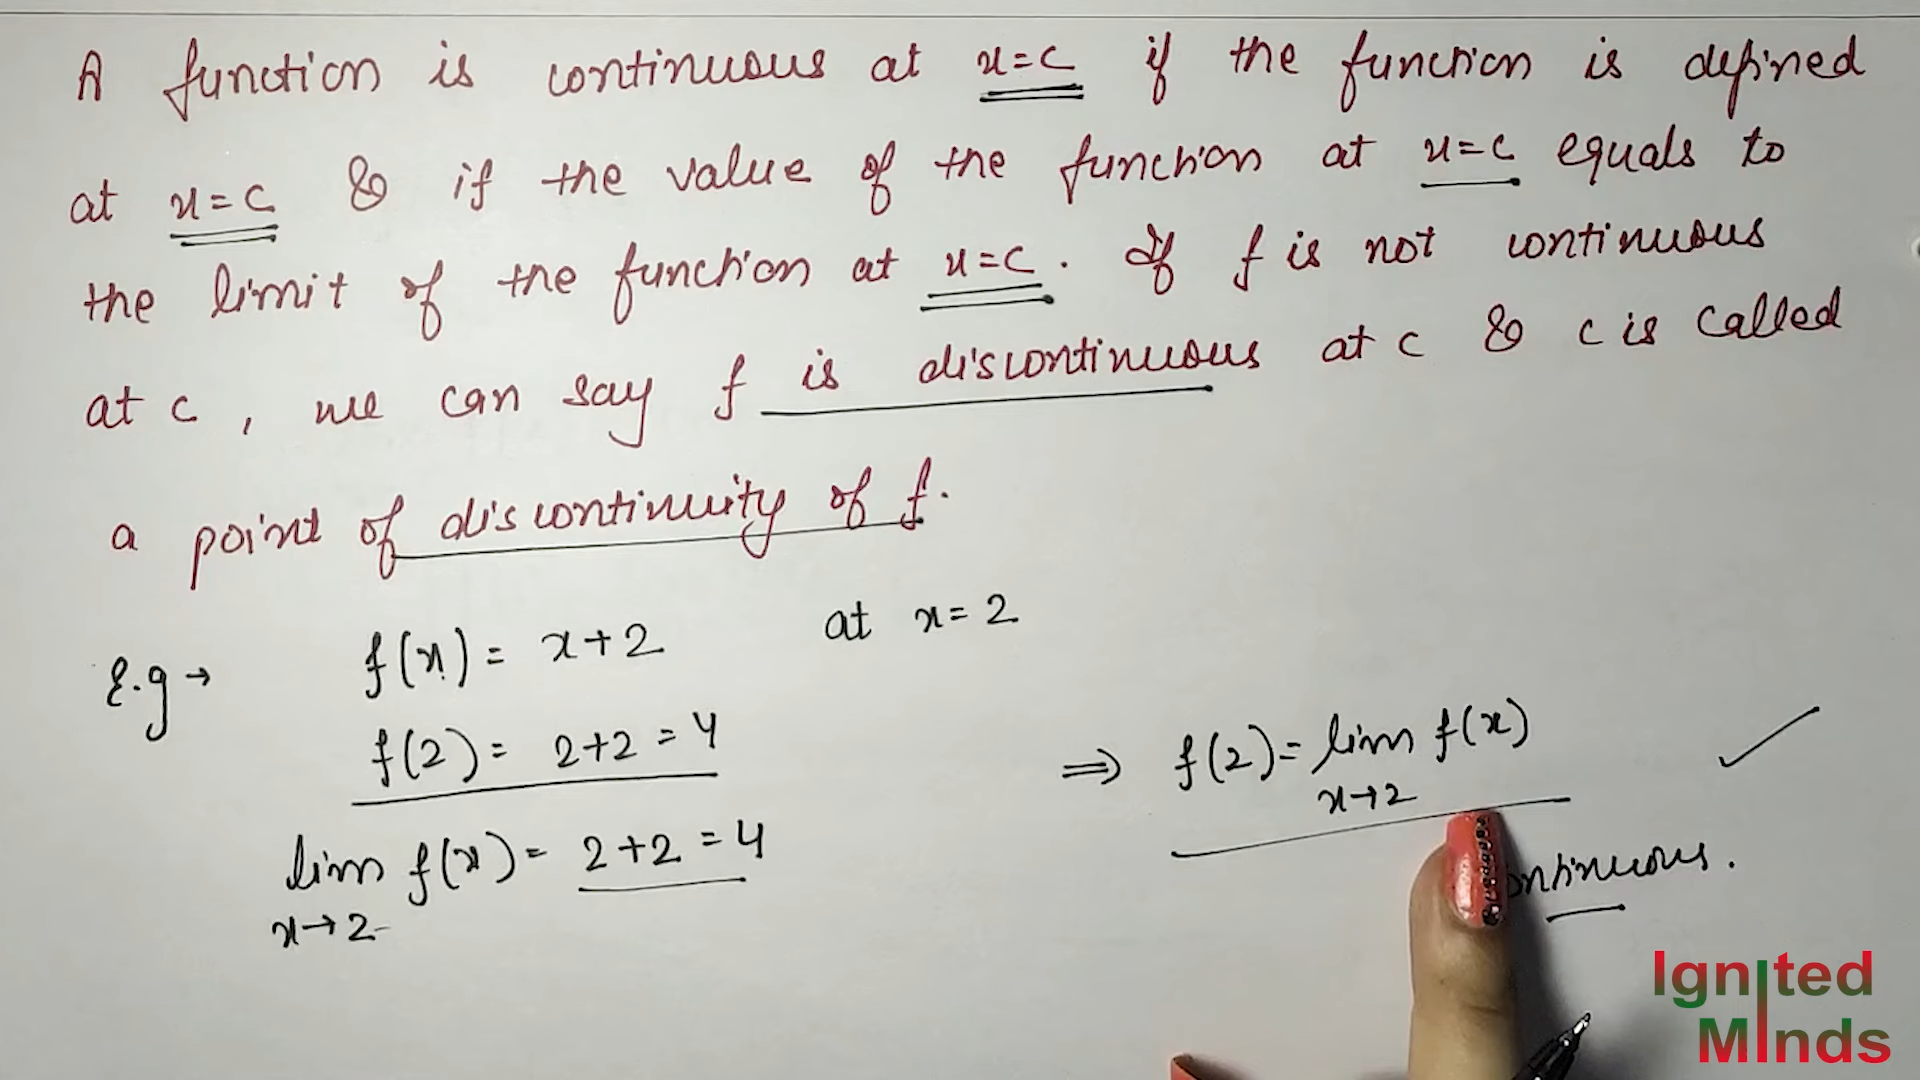 A function is continuous at x=c if the function is defined
at x=c & if the value of the function at x=c equals to
the limit of the function at x=c. If f is not continuous
at c, we can say f is discontinuous at c & c is called
a point of discontinuity of f.
E.g → f(x) = x+2 at x=2
f(2) = 2+2 = 4
⇒ f(2) = lim f(x)
x→2
lim f(x) = 2+2 = 4
x→2
Ignited
Minds